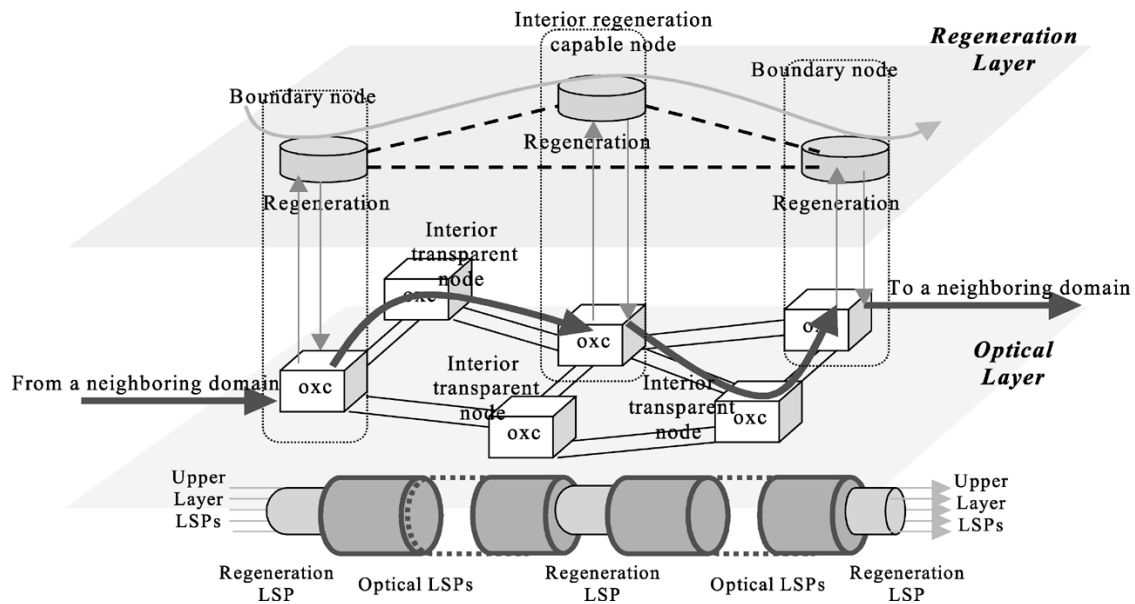 Interior regeneration
capable node
Regeneration
Layer
Boundary node
Boundary node
Regeneration
Regeneration
Regeneration
Interior
transparent
node
oxc
To a neighboring domain
oxc
oxc
Optical
Layer
From a neighboring domain
oxc
Interior
transparent
node
Interior
transparent
node
oxc
oxc
Upper
Layer
LSPs
Upper
Layer
LSPs
Regeneration
LSP
Optical LSPs
Regeneration
LSP
Optical LSPs
Regeneration
LSP